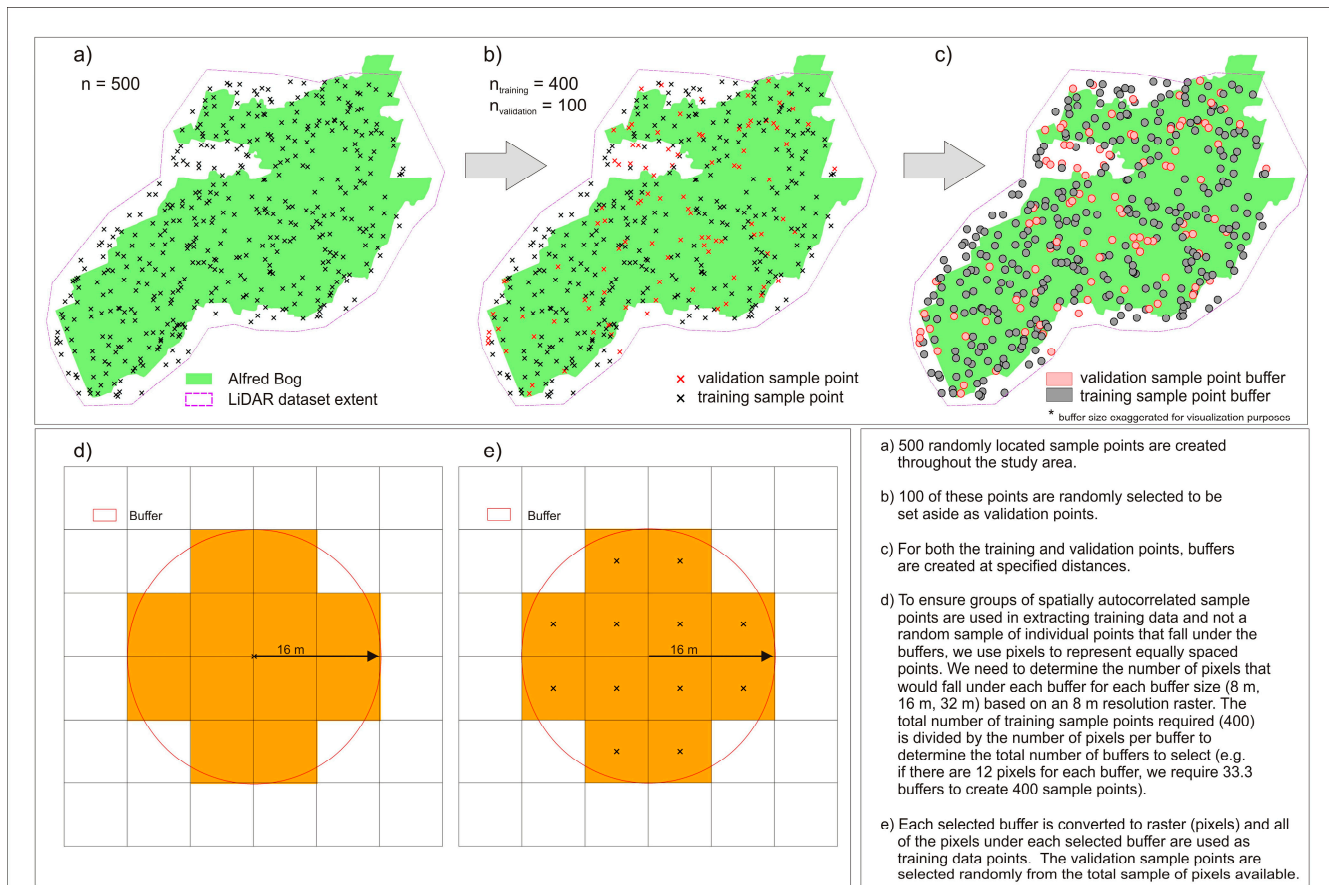 a)
n = 500
Alfred Bog
LiDAR dataset extent
b)
n training = 400
n validation = 100
validation sample point
training sample point
c)
validation sample point buffer
training sample point buffer
* buffer size exaggerated for visualization purposes
d)
Buffer
16 m
e)
Buffer
16 m
a) 500 randomly located sample points are created
throughout the study area.
b) 100 of these points are randomly selected to be
set aside as validation points.
c) For both the training and validation points, buffers
are created at specified distances.
d) To ensure groups of spatially autocorrelated sample
points are used in extracting training data and not a
random sample of individual points that fall under the
buffers, we use pixels to represent equally spaced
points. We need to determine the number of pixels that
would fall under each buffer for each buffer size (8 m,
16 m, 32 m) based on an 8 m resolution raster. The
total number of training sample points required (400)
is divided by the number of pixels per buffer to
determine the total number of buffers to select (e.g.
if there are 12 pixels for each buffer, we require 33.3
buffers to create 400 sample points).
e) Each selected buffer is converted to raster (pixels) and all
of the pixels under each selected buffer are used as
training data points. The validation sample points are
selected randomly from the total sample of pixels available.